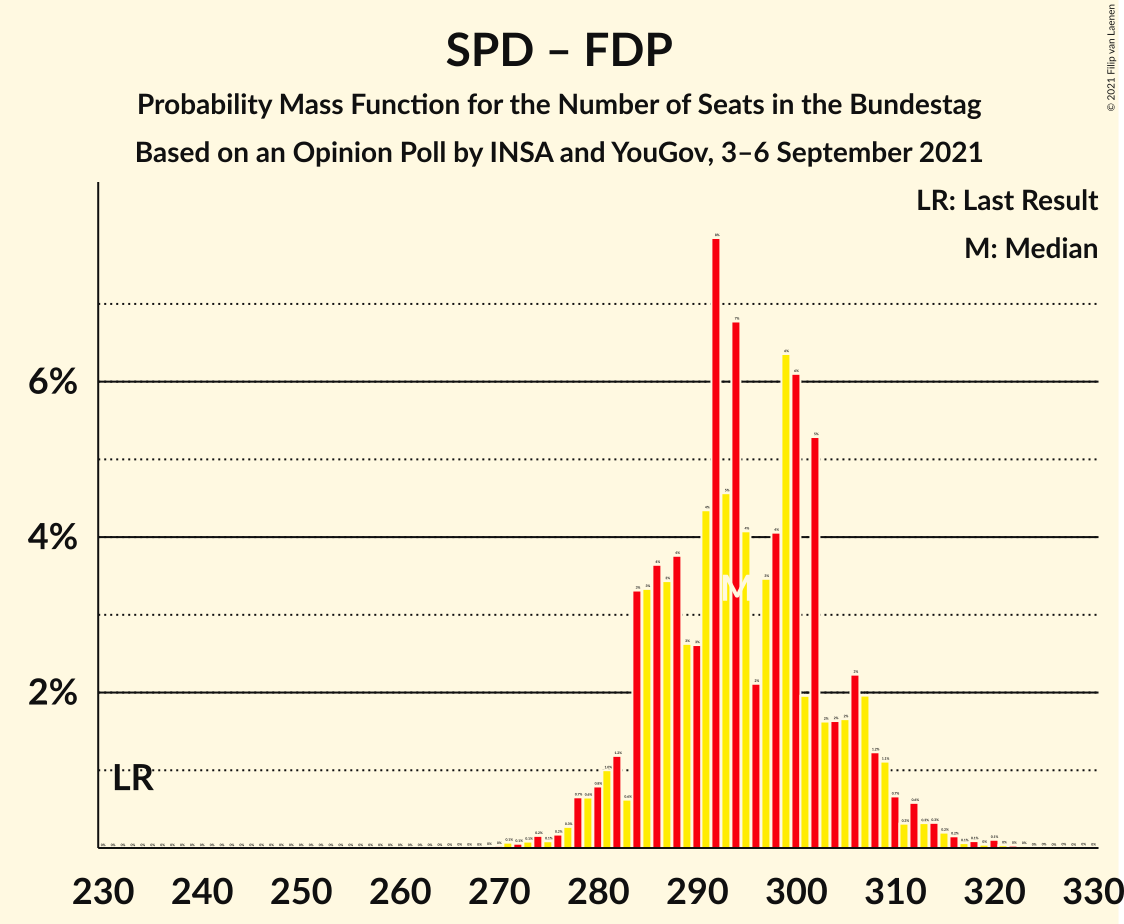 SPD – FDP
Probability Mass Function for the Number of Seats in the Bundestag
Based on an Opinion Poll by INSA and YouGov, 3–6 September 2021
© 2021 Filip van Laenen
LR: Last Result
M: Median
6%
4%
2%
M
LR
230 240 250 260 270 280 290 300 310 320 330